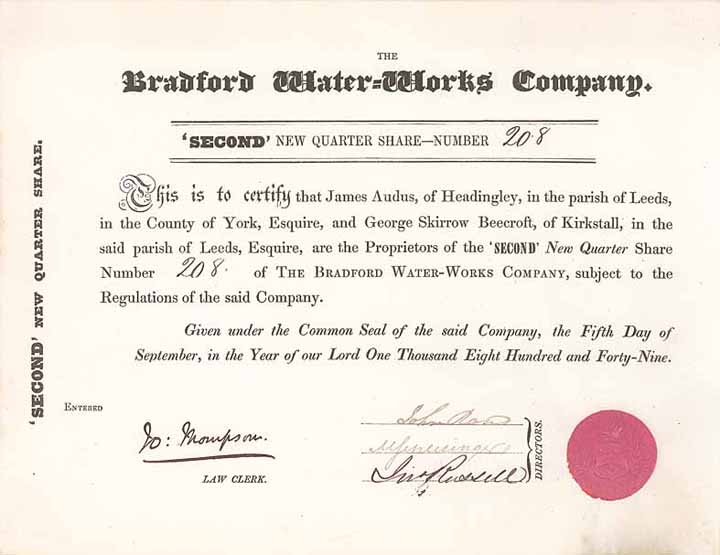 THE
Bradford Water-Works Company.
'SECOND' NEW QUARTER SHARE—NUMBER 208
This is to certify that James Audus, of Headingley, in the parish of Leeds,
in the County of York, Esquire, and George Skirrow Beecroft, of Kirkstall, in the
said parish of Leeds, Esquire, are the Proprietors of the 'SECOND' New Quarter Share
Number 208. of THE BRADFORD WATER-WORKS COMPANY, subject to the
Regulations of the said Company.
Given under the Common Seal of the said Company, the Fifth Day of
September, in the Year of our Lord One Thousand Eight Hundred and Forty-Nine.
'SECOND' NEW QUARTER SHARE.
ENTERED
Jo: Thompson.
LAW CLERK.
John
Jno Russell
DIRECTORS.